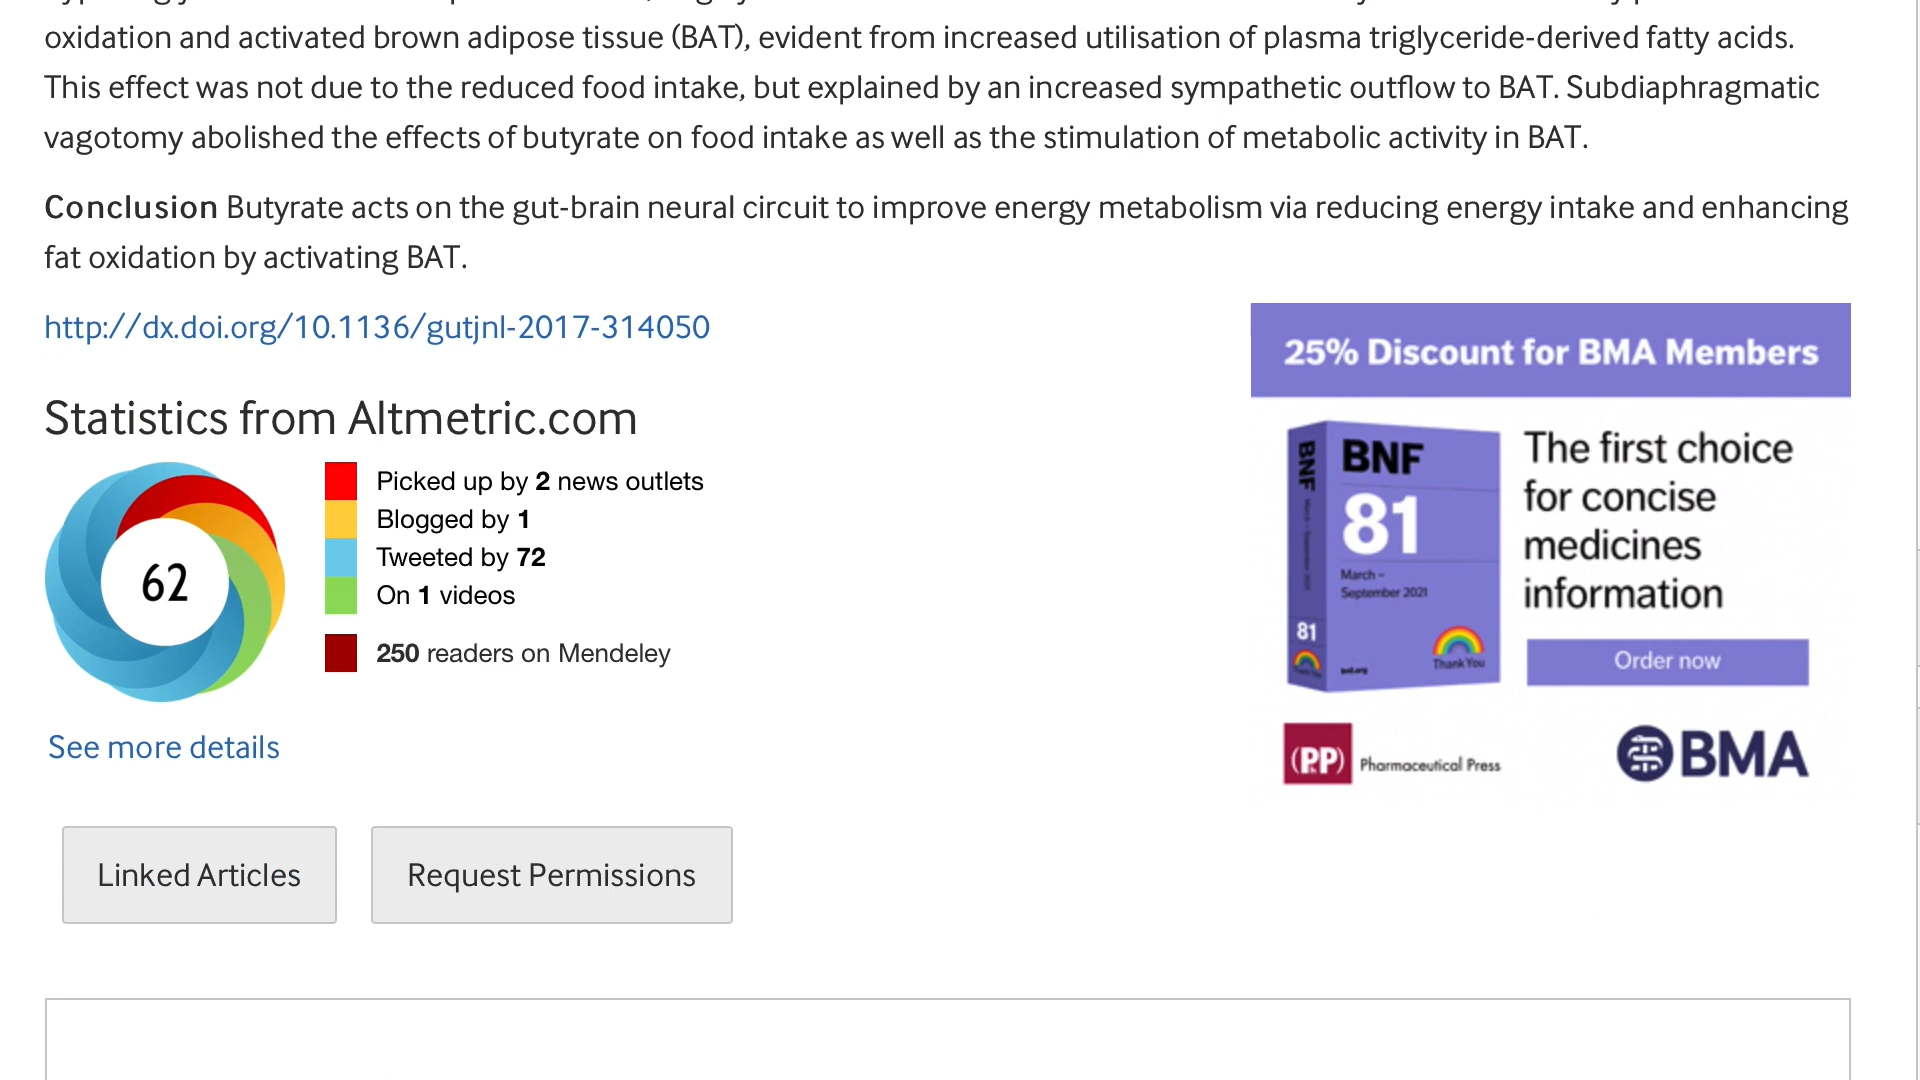 oxidation and activated brown adipose tissue (BAT), evident from increased utilisation of plasma triglyceride-derived fatty acids.
This effect was not due to the reduced food intake, but explained by an increased sympathetic outflow to BAT. Subdiaphragmatic
vagotomy abolished the effects of butyrate on food intake as well as the stimulation of metabolic activity in BAT.
Conclusion Butyrate acts on the gut-brain neural circuit to improve energy metabolism via reducing energy intake and enhancing
fat oxidation by activating BAT.
http://dx.doi.org/10.1136/gutjnl-2017-314050
Statistics from Altmetric.com
62
Picked up by 2 news outlets
Blogged by 1
Tweeted by 72
On 1 videos
250 readers on Mendeley
See more details
25% Discount for BMA Members
BNF
March – September 2021
81
BNF
81
March –
September 2021
Thank You
bnf.org
The first choice
for concise
medicines
information
Order now
(PP) Pharmaceutical Press
BMA
Linked Articles
Request Permissions